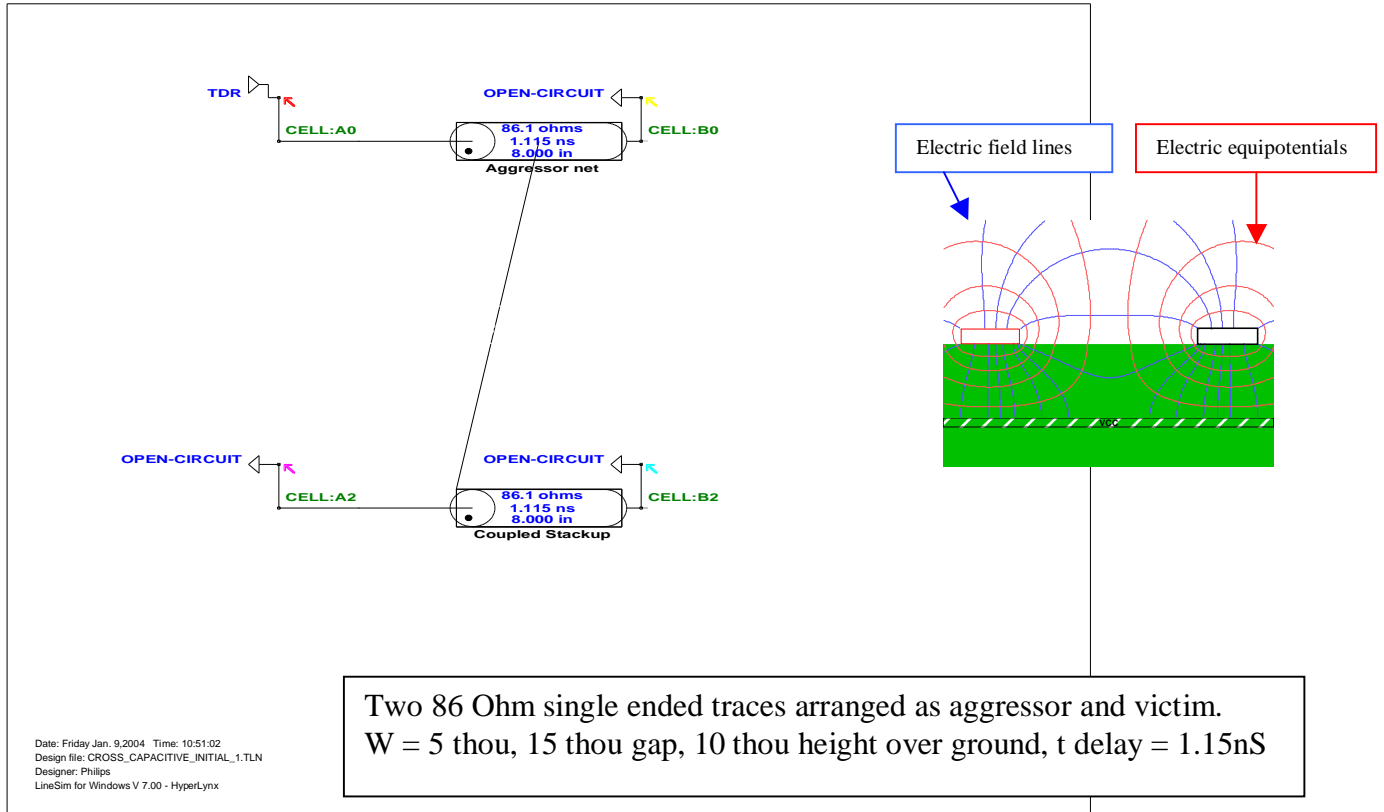 TDR
OPEN-CIRCUIT
CELL:A0
86.1 ohms
1.115 ns
8.000 in
CELL:B0
Aggressor net
Electric field lines
Electric equipotentials
VCC
OPEN-CIRCUIT
OPEN-CIRCUIT
CELL:A2
86.1 ohms
1.115 ns
8.000 in
CELL:B2
Coupled Stackup
Two 86 Ohm single ended traces arranged as aggressor and victim.
W = 5 thou, 15 thou gap, 10 thou height over ground, t delay = 1.15nS
Date: Friday Jan. 9,2004 Time: 10:51:02
Design file: CROSS_CAPACITIVE_INITIAL_1.TLN
Designer: Philips
LineSim for Windows V 7.00 - HyperLynx